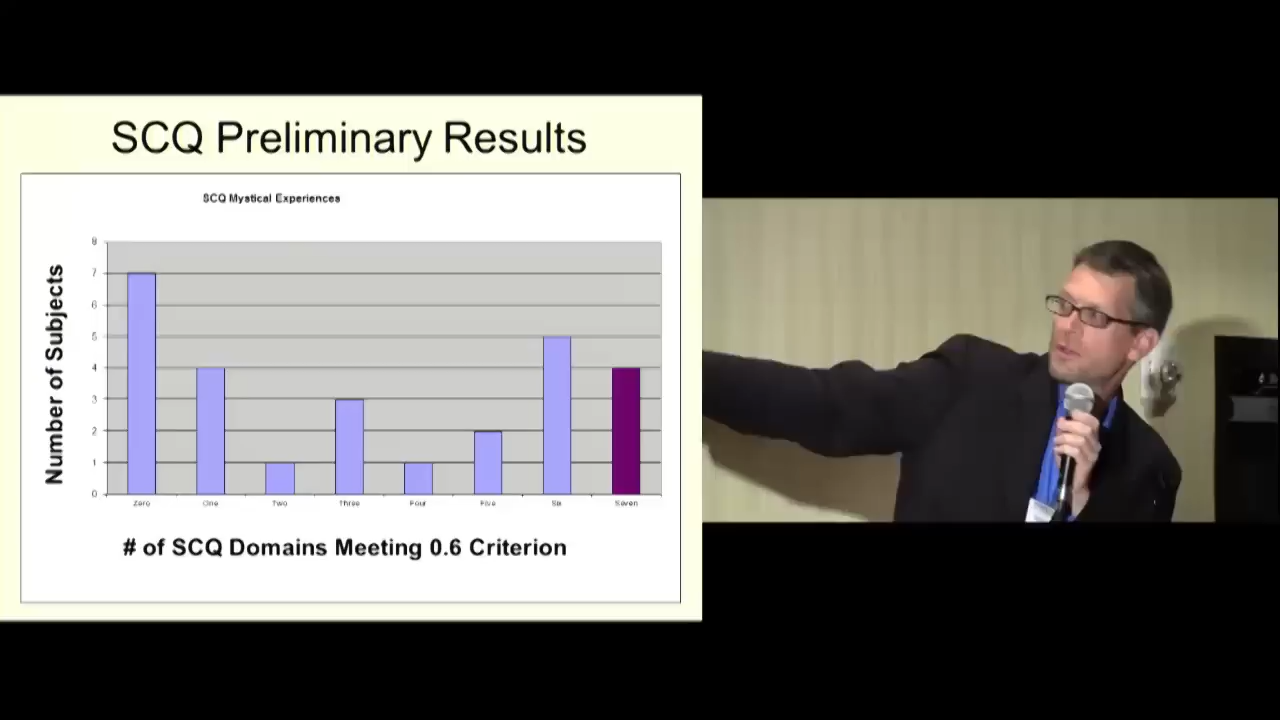 SCQ Preliminary Results
SCQ Mystical Experiences
Number of Subjects
8
7
6
5
4
3
2
1
0
Zero
One
Two
Three
Four
Five
Six
Seven
# of SCQ Domains Meeting 0.6 Criterion